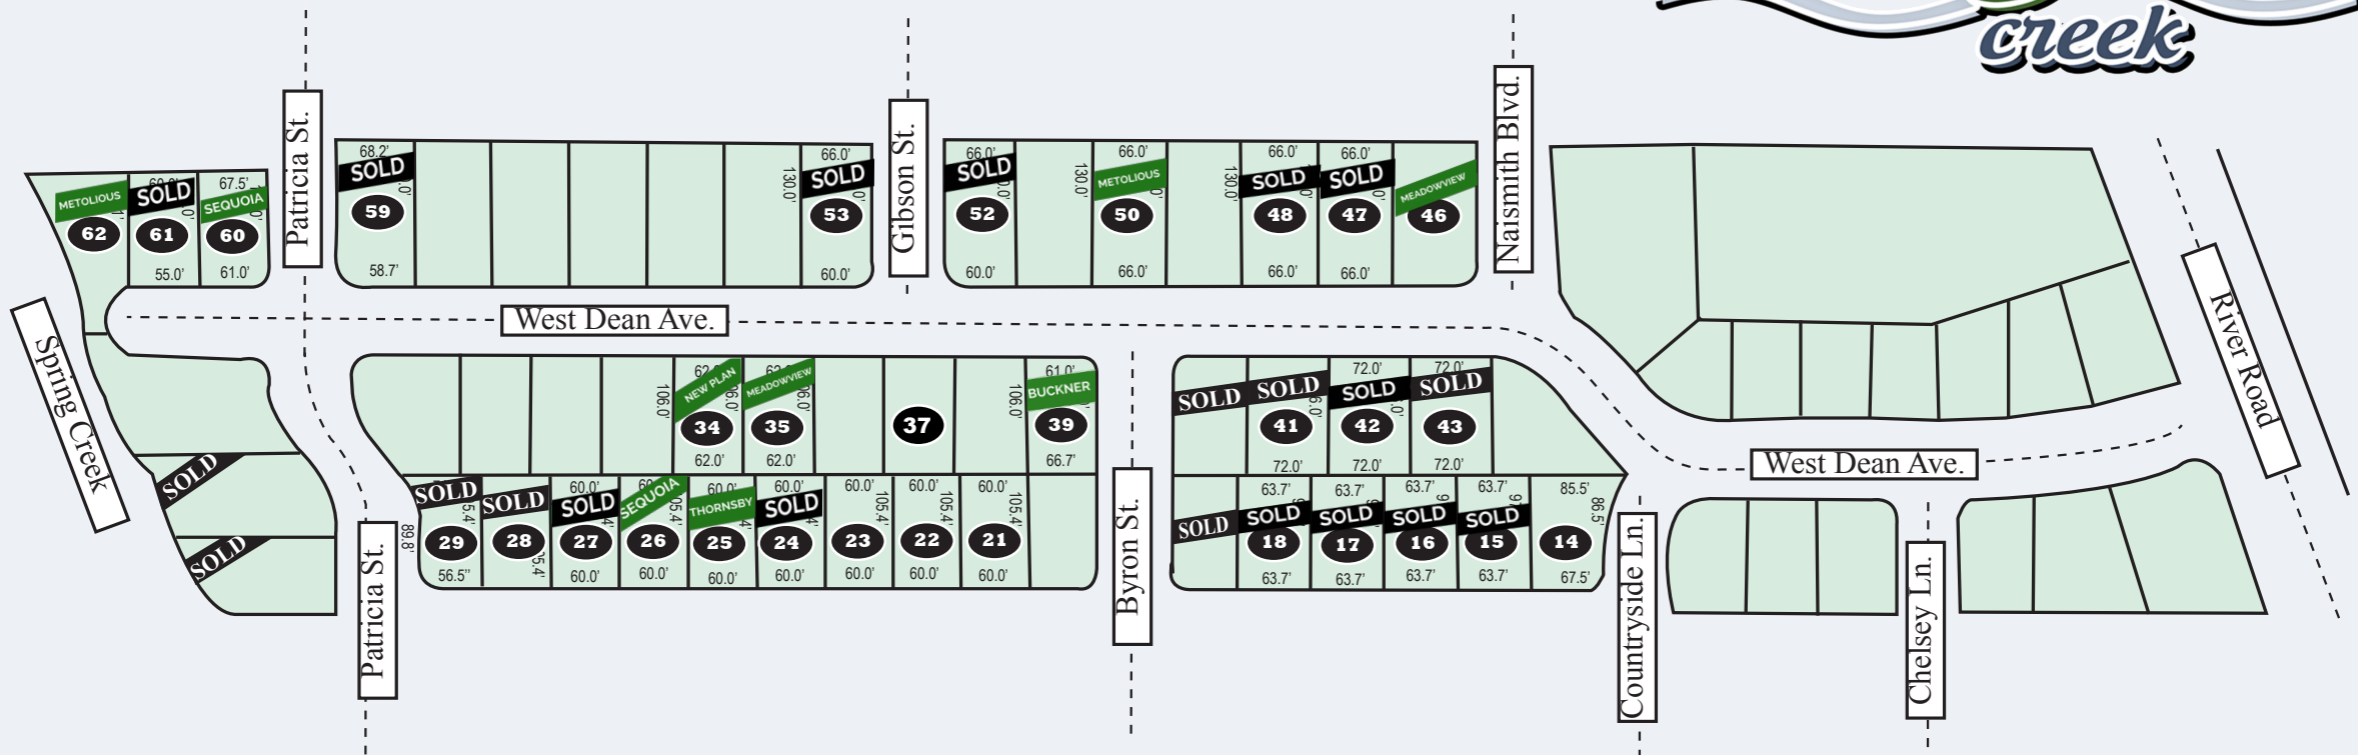 creek
Patricia St.
Gibson St.
Naismith Blvd.
River Road
Spring Creek
METOLIOUS
62
SOLD
61
55.0'
67.5'
SEQUOIA
60
61.0'
68.2'
SOLD
59
58.7'
130.0'
66.0'
SOLD
53
60.0'
66.0'
SOLD
52
60.0'
130.0'
66.0'
METOLIOUS
50
66.0'
130.0'
66.0'
SOLD
48
66.0'
66.0'
SOLD
47
66.0'
MEADOWVIEW
46
West Dean Ave.
SOLD
SOLD
106.0'
NEW PLAN
34
62.0'
MEADOWVIEW
35
62.0'
37
106.0'
61.0'
BUCKNER
39
66.7'
SOLD
SOLD
41
72.0'
72.0'
SOLD
42
72.0'
72.0'
SOLD
43
72.0'
West Dean Ave.
89.8'
SOLD
29
56.5"
SOLD
28
60.0'
SOLD
27
60.0'
SEQUOIA
26
60.0'
60.0'
THORNSBY
25
60.0'
60.0'
SOLD
24
60.0'
60.0'
105.4'
23
60.0'
60.0'
105.4'
22
60.0'
60.0'
105.4'
21
60.0'
SOLD
63.7'
SOLD
18
63.7'
63.7'
SOLD
17
63.7'
63.7'
SOLD
16
63.7'
63.7'
SOLD
15
63.7'
85.5'
86.5'
14
67.5'
Patricia St.
Byron St.
Countryside Ln.
Chelsey Ln.